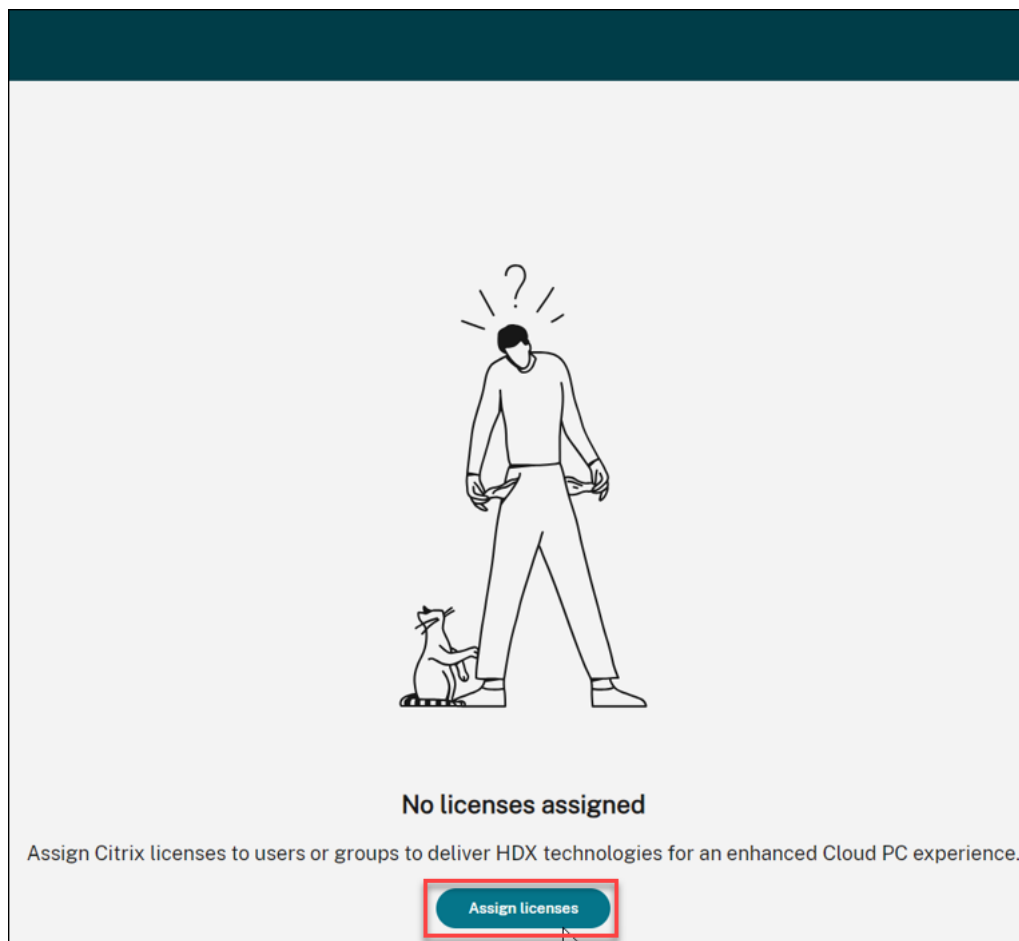 ?
No licenses assigned
Assign Citrix licenses to users or groups to deliver HDX technologies for an enhanced Cloud PC experience.
Assign licenses